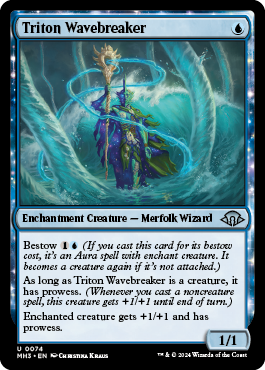 Triton Wavebreaker
Enchantment Creature — Merfolk Wizard
Bestow 1 (If you cast this card for its bestow
cost, it's an Aura spell with enchant creature. It
becomes a creature again if it's not attached.)
As long as Triton Wavebreaker is a creature, it
has prowess. (Whenever you cast a noncreature
spell, this creature gets +1/+1 until end of turn.)
Enchanted creature gets +1/+1 and has
prowess.
1/1
U 0074
MH3 • EN Christina Kraus
™ & © 2024 Wizards of the Coast